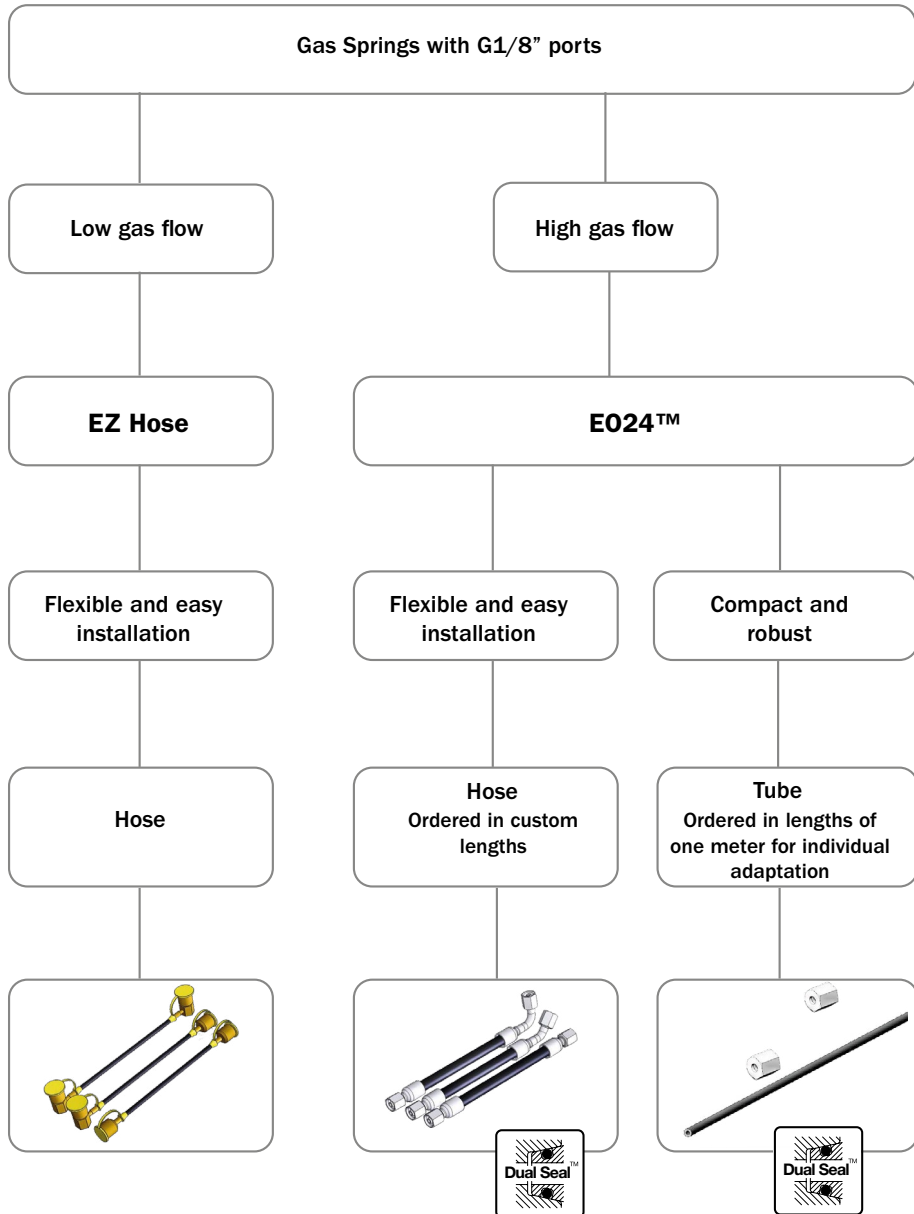 Gas Springs with G1/8” ports
Low gas flow
High gas flow
EZ Hose
EO24™
Flexible and easy
installation
Flexible and easy
installation
Compact and
robust
Hose
Hose
Ordered in custom
lengths
Tube
Ordered in lengths of
one meter for individual
adaptation
Dual Seal™
Dual Seal™